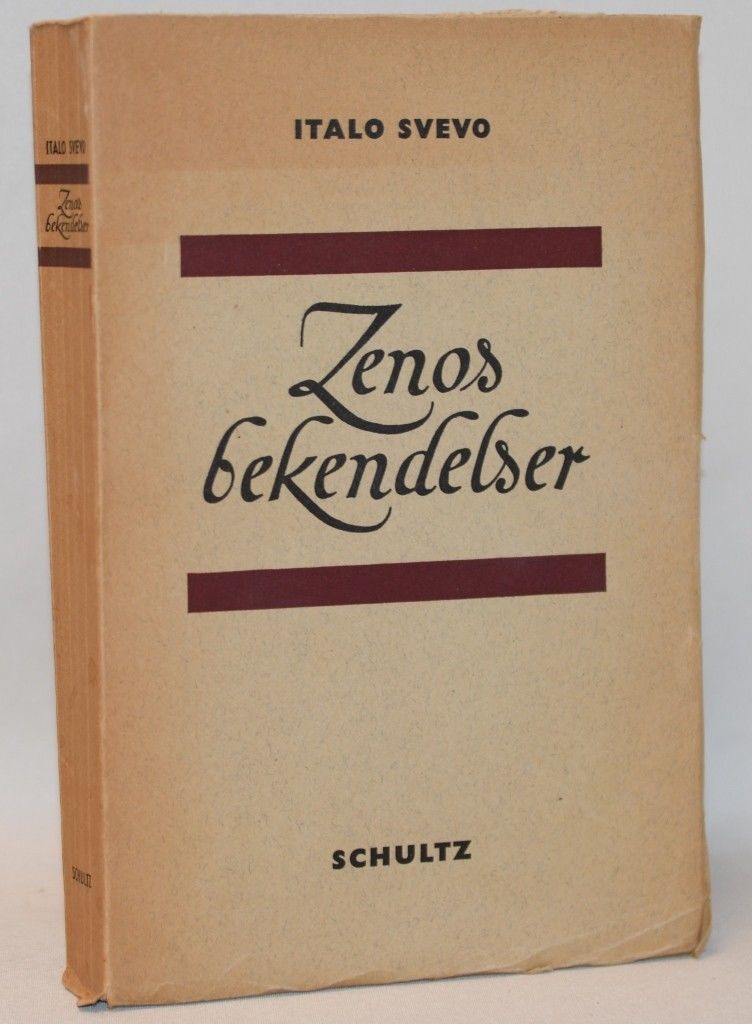 ITALO SVEVO
Zenos
bekendelser
SCHULTZ
ITALO SVEVO
Zenos
bekendelser
SCHULTZ